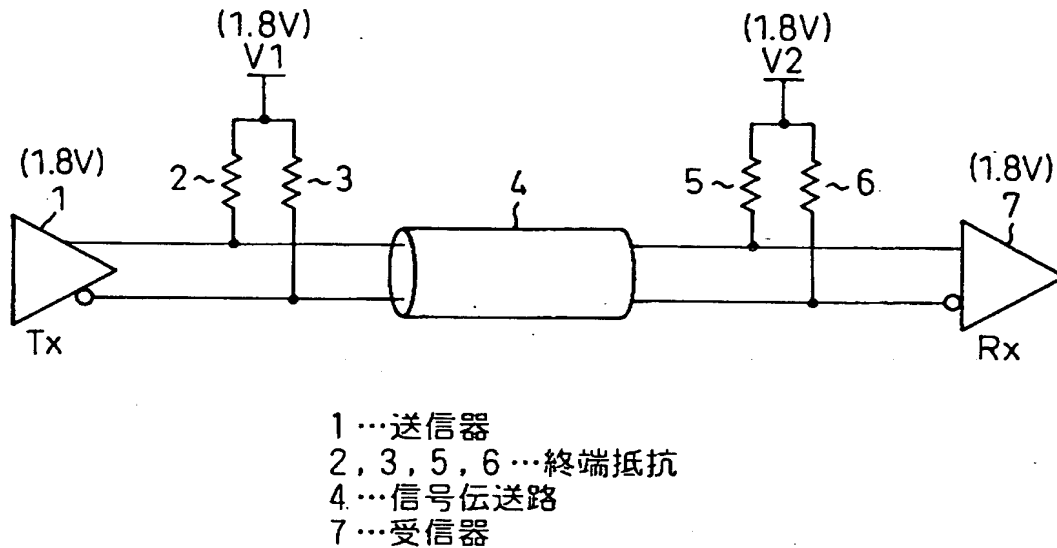 (1.8V)
V1
(1.8V)
V2
(1.8V)
1
2~
~3
4
5~
~6
(1.8V)
7
Tx
Rx
1…送信器
2,3,5,6…終端抵抗
4…信号伝送路
7…受信器